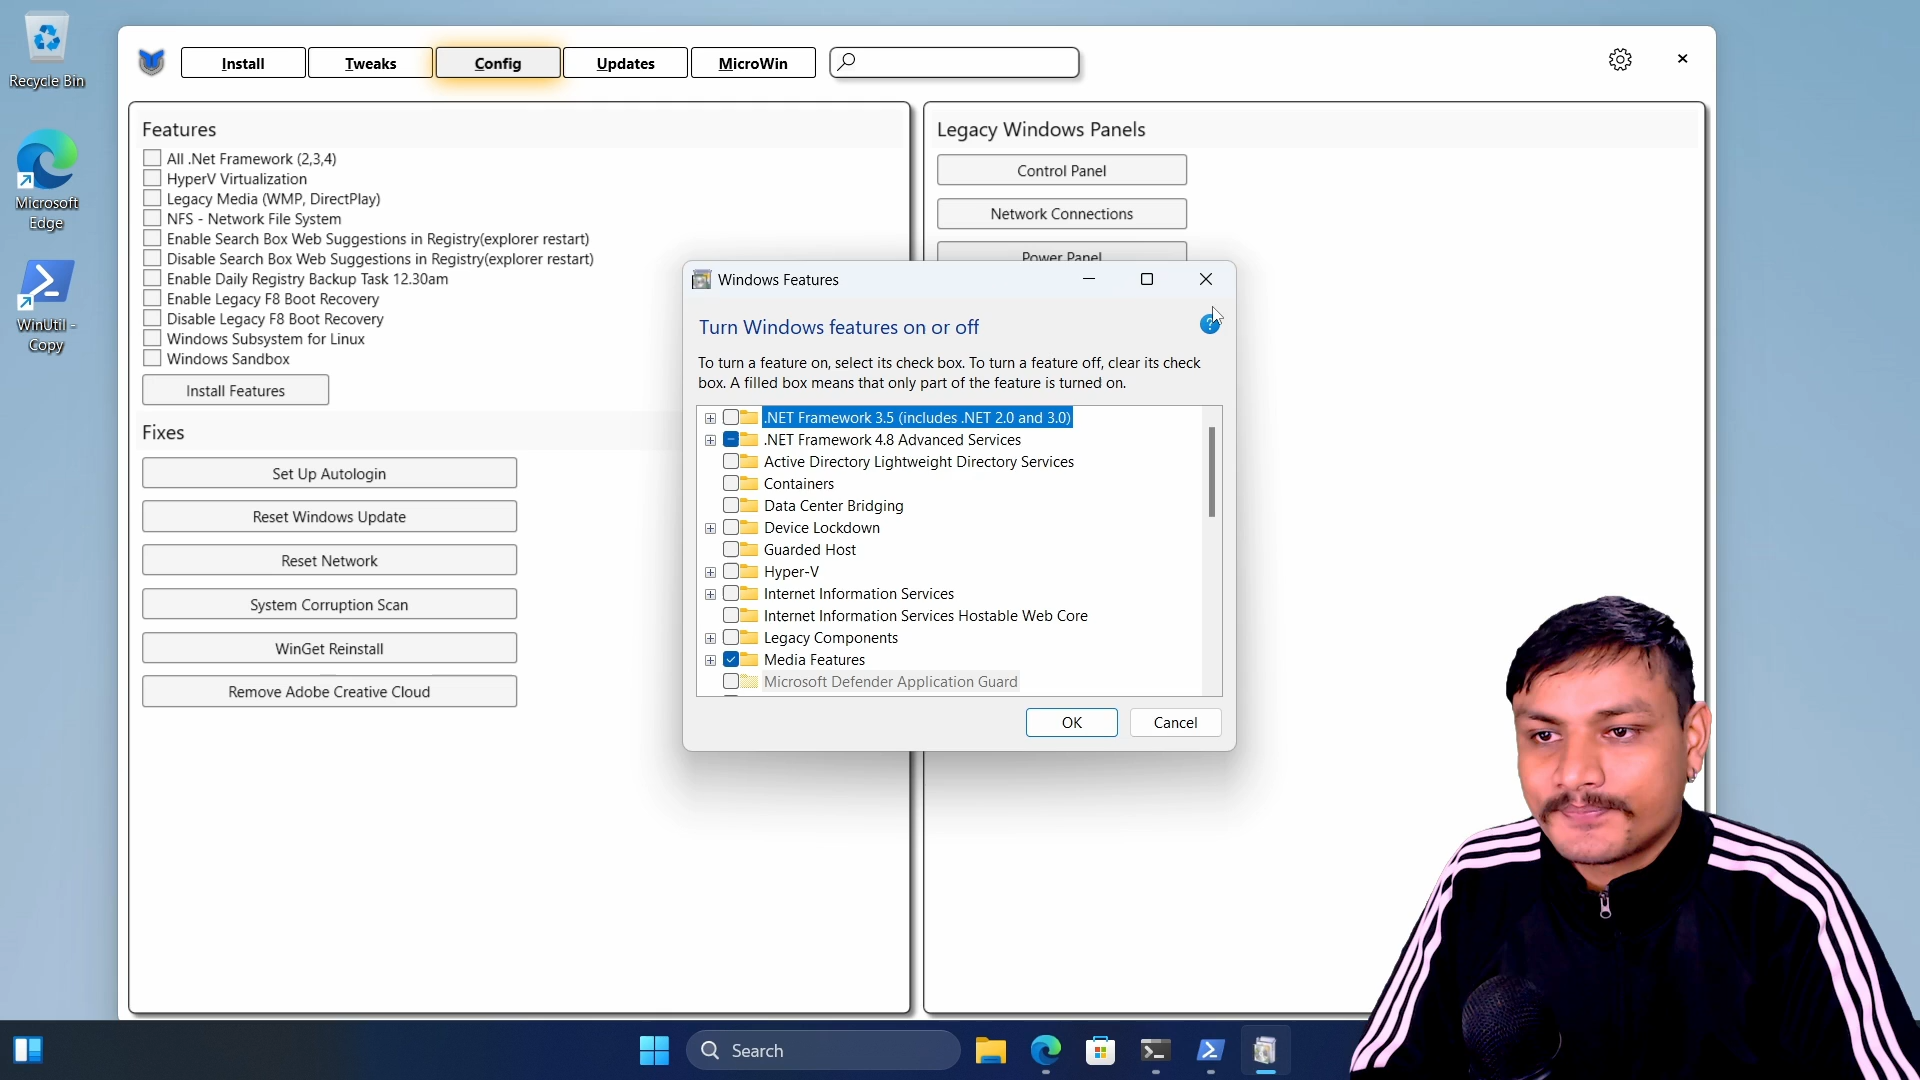 Recycle Bin
Microsoft
Edge
WinUtil -
Copy
Install
Tweaks
Config
Updates
MicroWin
Features
All .Net Framework (2,3,4)
HyperV Virtualization
Legacy Media (WMP, DirectPlay)
NFS - Network File System
Enable Search Box Web Suggestions in Registry(explorer restart)
Disable Search Box Web Suggestions in Registry(explorer restart)
Enable Daily Registry Backup Task 12.30am
Enable Legacy F8 Boot Recovery
Disable Legacy F8 Boot Recovery
Windows Subsystem for Linux
Windows Sandbox
Install Features
Fixes
Set Up Autologin
Reset Windows Update
Reset Network
System Corruption Scan
WinGet Reinstall
Remove Adobe Creative Cloud
Legacy Windows Panels
Control Panel
Network Connections
Power Panel
Windows Features
Turn Windows features on or off
To turn a feature on, select its check box. To turn a feature off, clear its check
box. A filled box means that only part of the feature is turned on.
.NET Framework 3.5 (includes .NET 2.0 and 3.0)
.NET Framework 4.8 Advanced Services
Active Directory Lightweight Directory Services
Containers
Data Center Bridging
Device Lockdown
Guarded Host
Hyper-V
Internet Information Services
Internet Information Services Hostable Web Core
Legacy Components
Media Features
Microsoft Defender Application Guard
OK
Cancel
Search